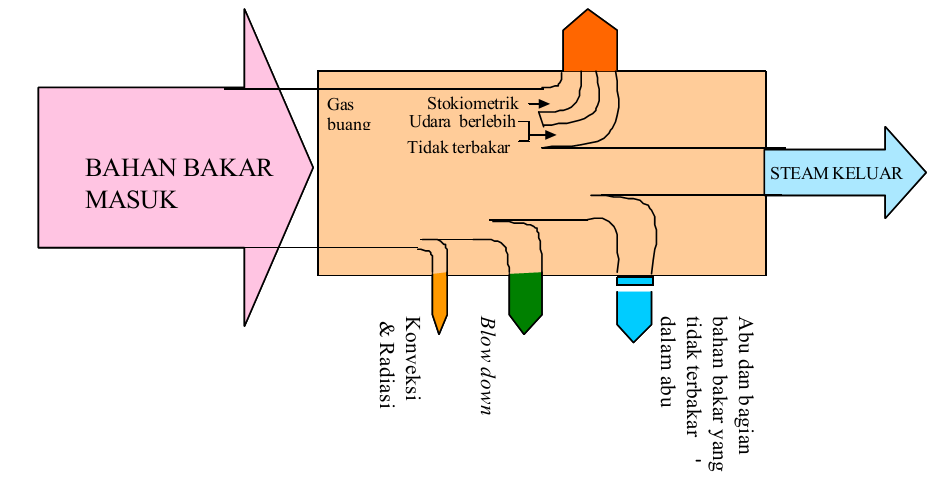 Gas
buang
Stokiometrik
Udara berlebih
Tidak terbakar
BAHAN BAKAR
MASUK
STEAM KELUAR
Konveksi
& Radiasi
Blow down
Abu dan bagian
bahan bakar yang
tidak terbakar
dalam abu